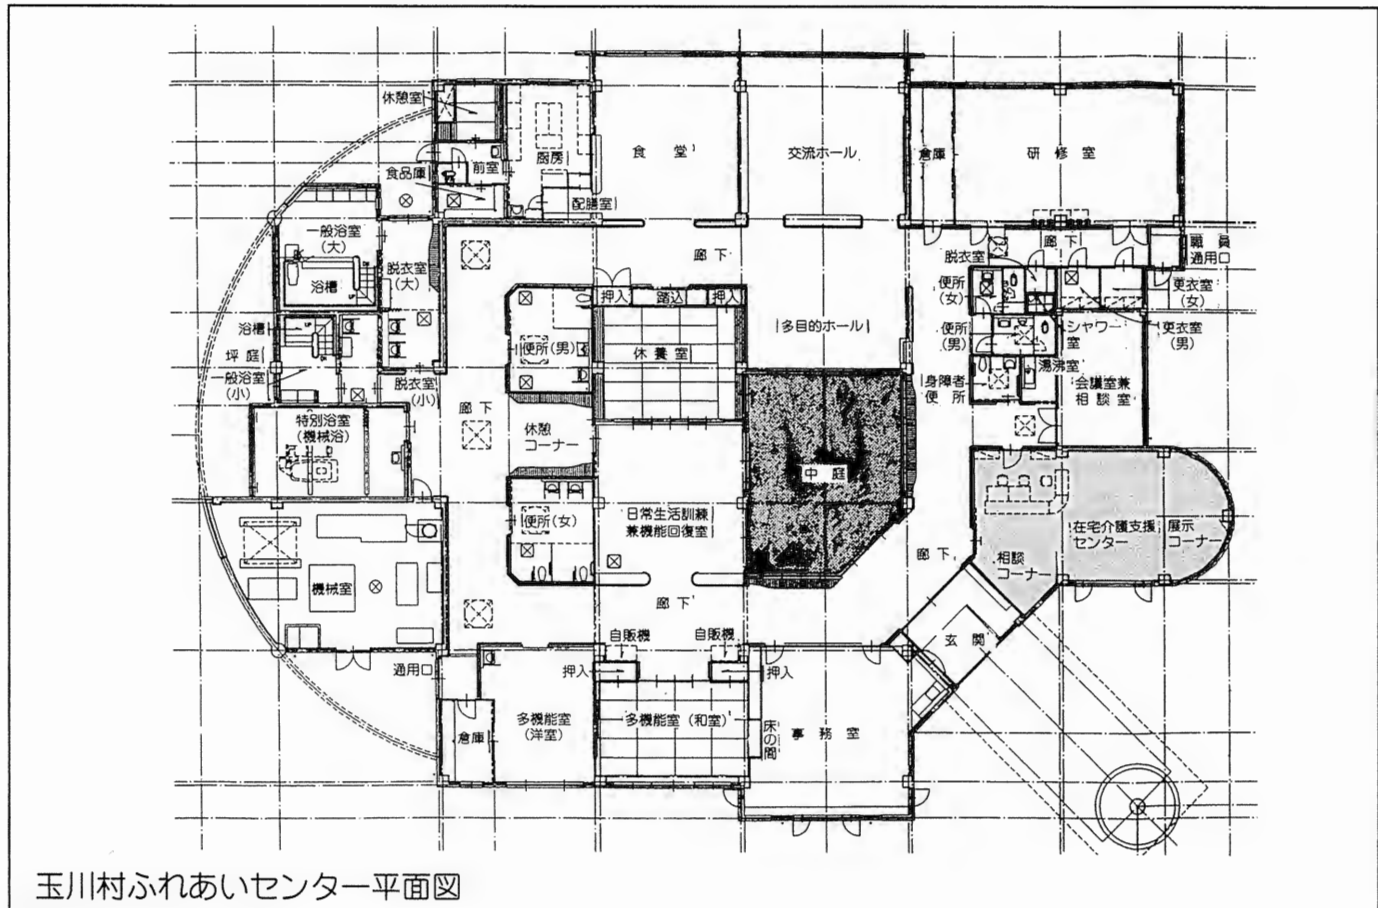 休憩室
前室
食品庫
厨房
配膳室
食堂
交流ホール
倉庫
研修室
一般浴室
(大)
浴槽
脱衣室
(大)
廊下
廊下
脱衣室
廊下
職員
通用口
便所
(女)
更衣室
(女)
押入
踏込
押入
多目的ホール
便所
(男)
シャワー
室
更衣室
(男)
浴槽
坪庭
一般浴室
(小)
脱衣室
(小)
便所(男)
休養室
湯沸室
身障者
便所
会議室兼
相談室
特別浴室
(機械浴)
廊下
休憩
コーナー
中庭
便所(女)
日常生活訓練
兼機能回復室
在宅介護支援
センター
展示
コーナー
相談
コーナー
廊下
機械室
廊下
自販機
自販機
玄関
通用口
押入
押入
多機能室
(洋室)
倉庫
多機能室(和室)
床の間
事務室
玉川村ふれあいセンター平面図